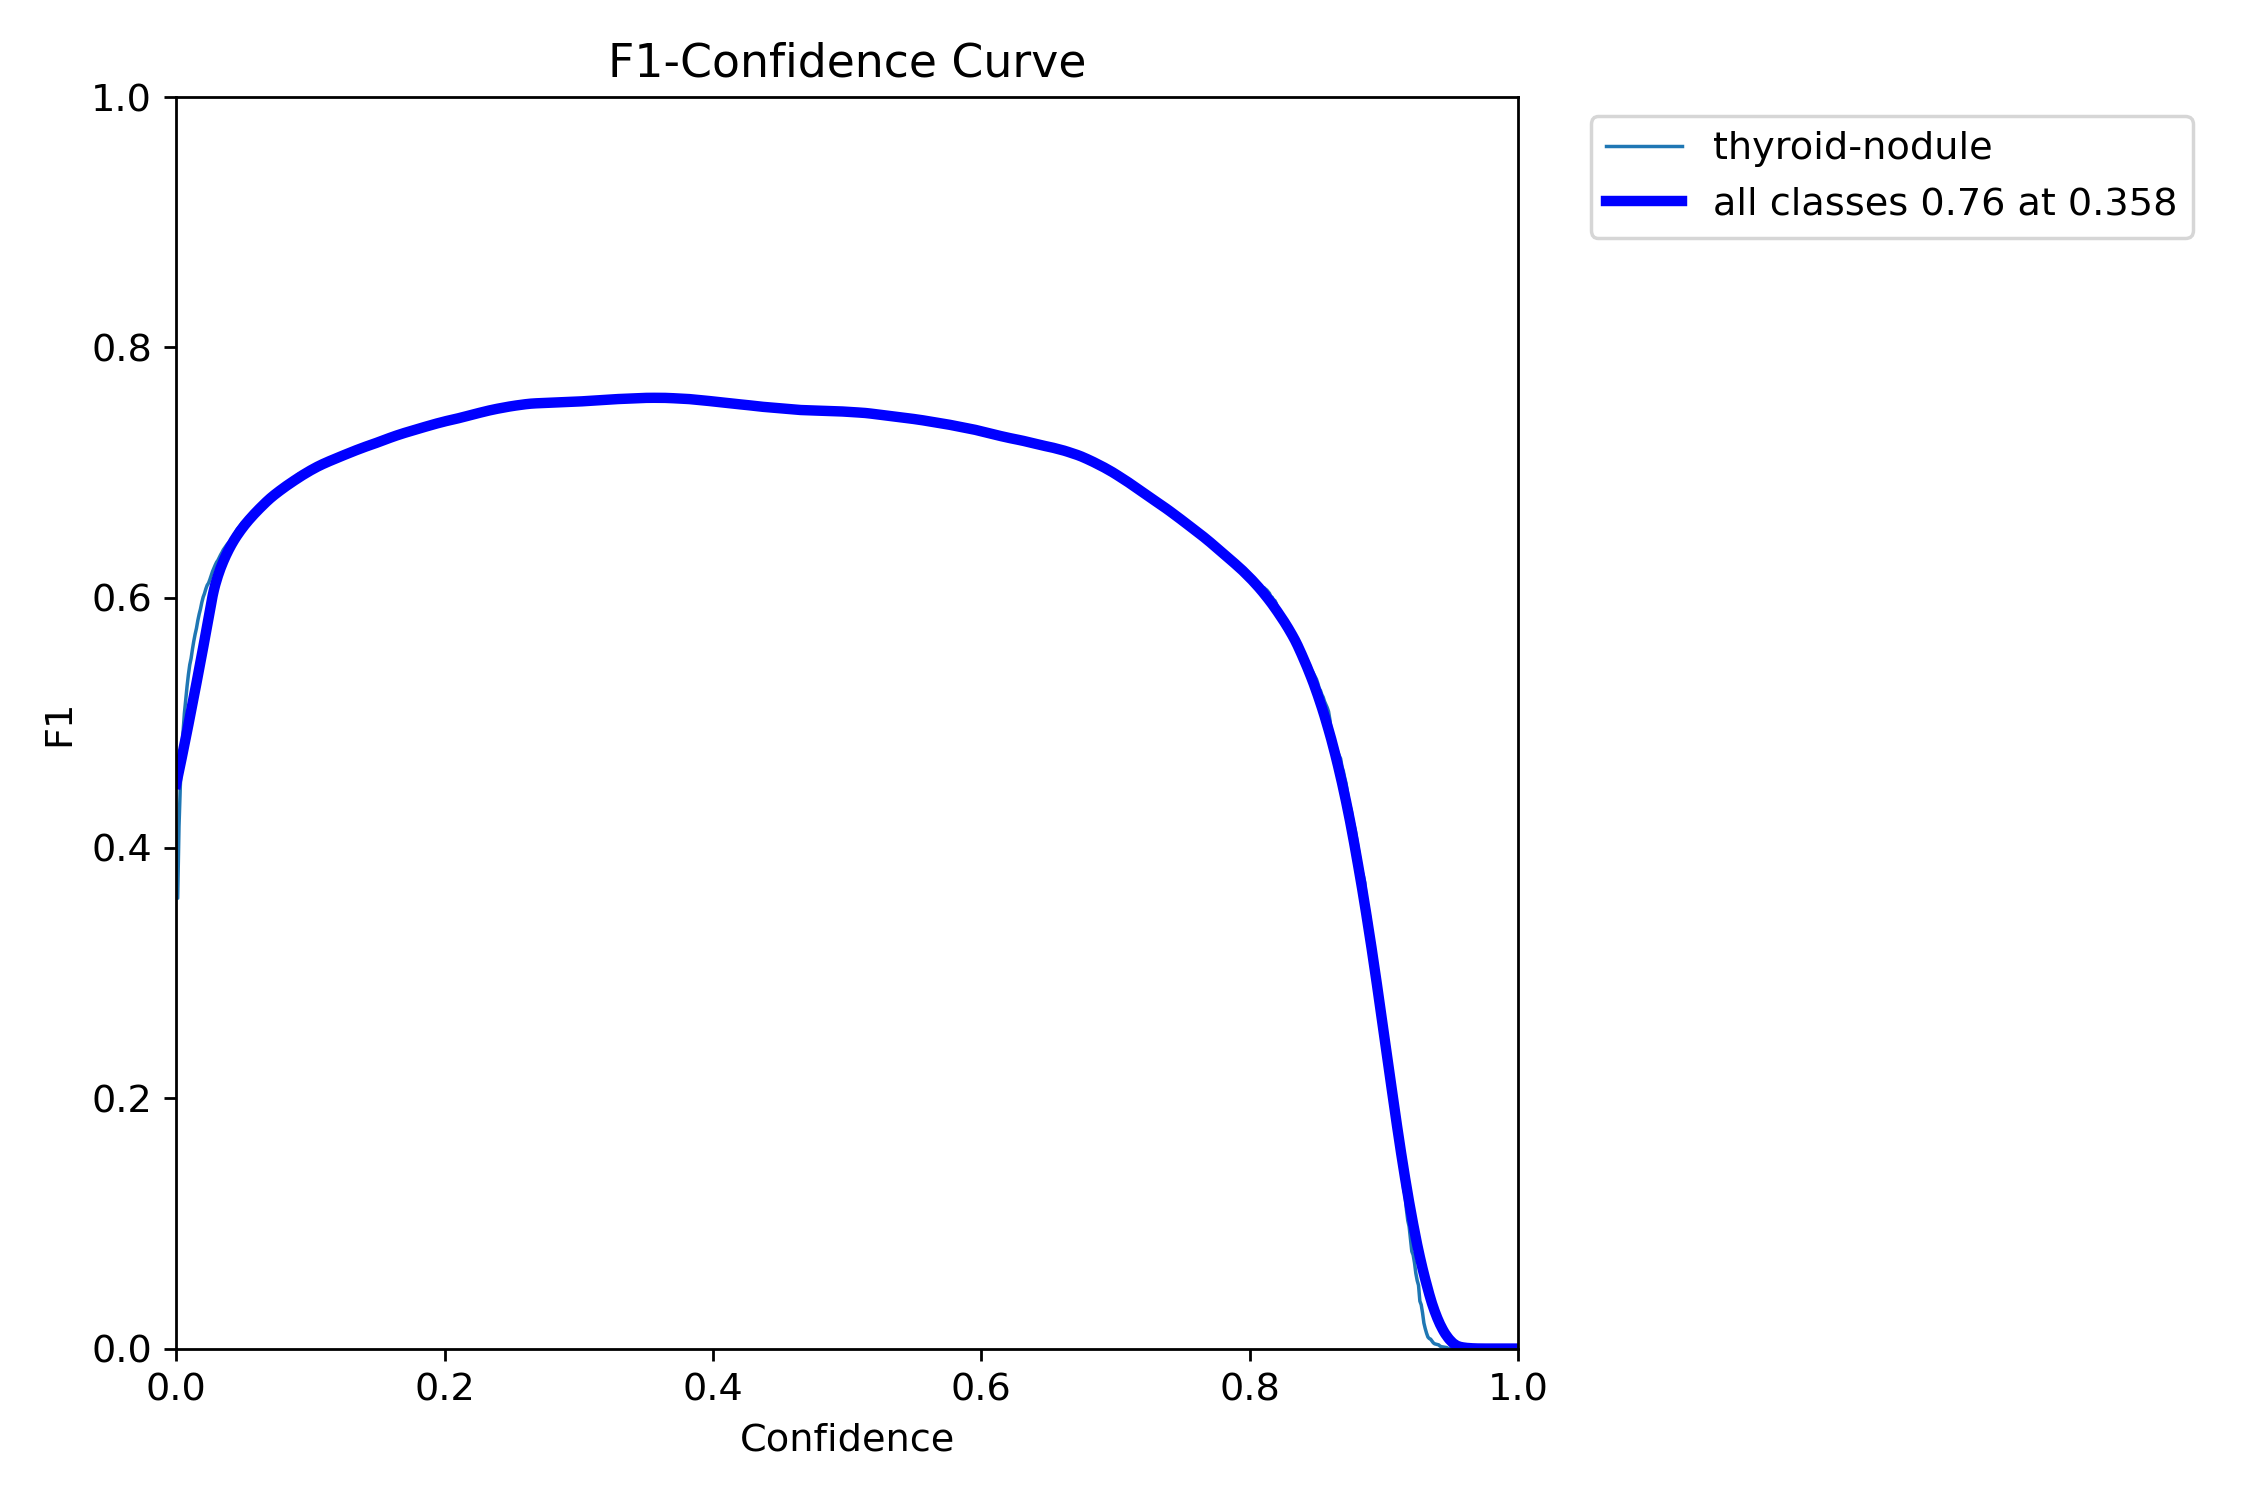 F1-Confidence Curve
thyroid-nodule
all classes 0.76 at 0.358
F1
1.0
0.8
0.6
0.4
0.2
0.0
0.0 0.2 0.4 0.6 0.8 1.0
Confidence